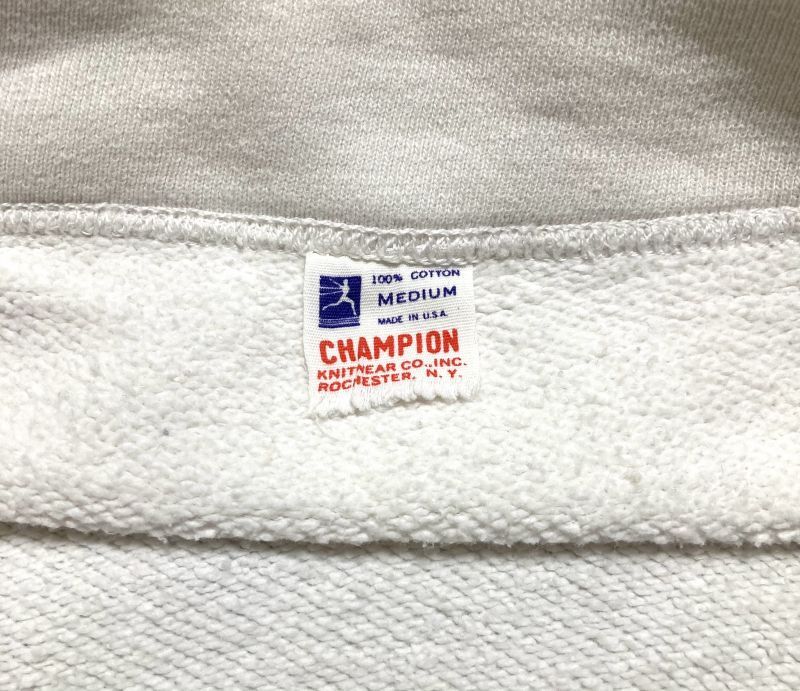 100% COTTON
MEDIUM
MADE IN U.S.A.
CHAMPION
KNITWEAR CO., INC.
ROCHESTER. N. Y.